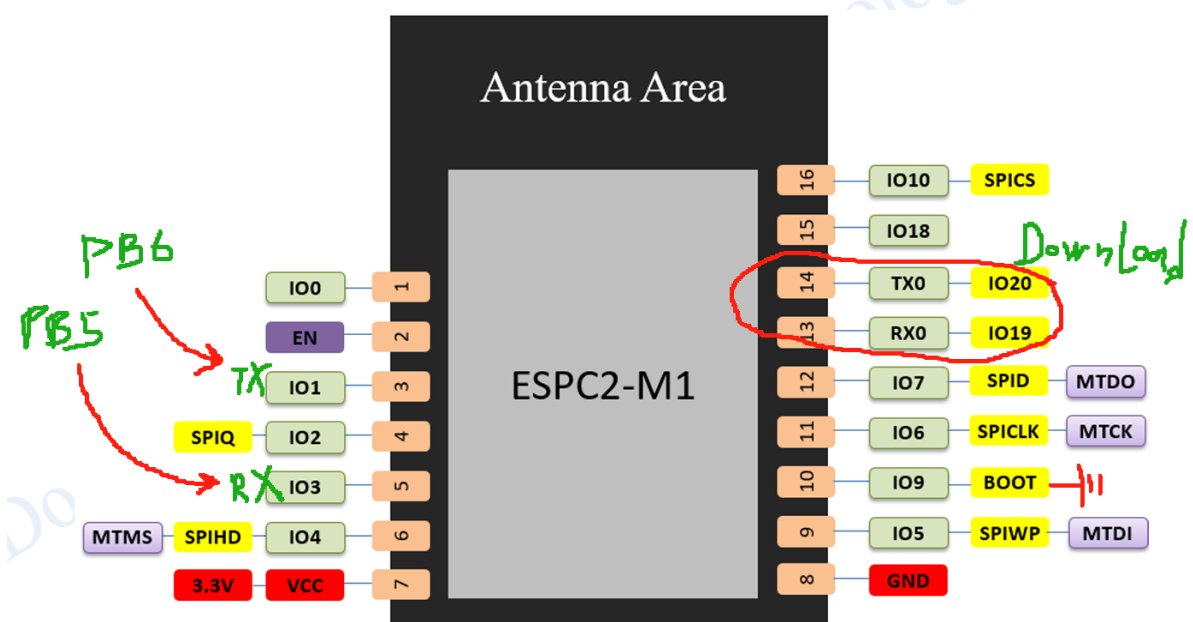 Antenna Area
ESPC2-M1
PB6
PB5
IO0 1
EN 2
TX IO1 3
SPIQ IO2 4
RX IO3 5
MTMS SPIHD IO4 6
3.3V VCC 7
16 IO10 SPICS
15 IO18
Download
14 TX0 IO20
13 RX0 IO19
12 IO7 SPID MTDO
11 IO6 SPICLK MTCK
10 IO9 BOOT
9 IO5 SPIWP MTDI
8 GND
Do